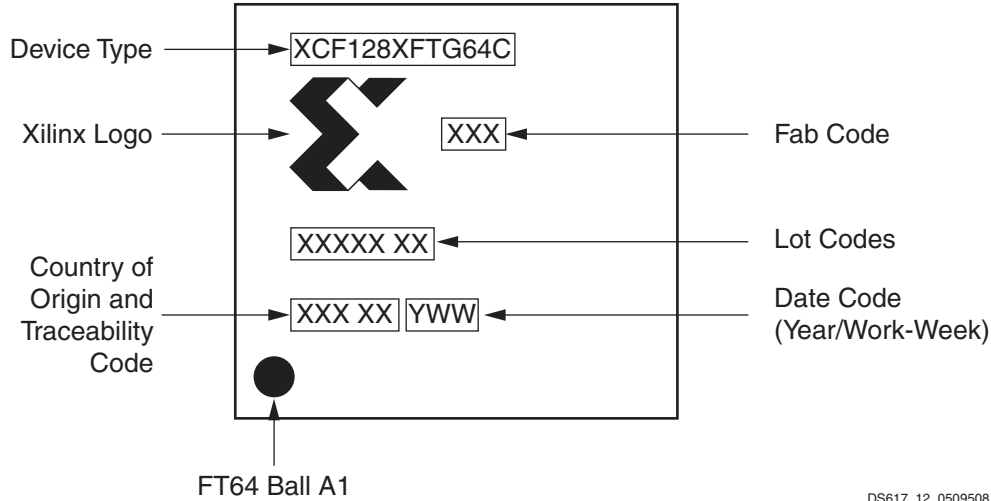 Device Type
XCF128XFTG64C
Xilinx Logo
XXX
Fab Code
XXXXX XX
Lot Codes
Country of
Origin and
Traceability
Code
XXX XX
YWW
Date Code
(Year/Work-Week)
FT64 Ball A1
DS617_12_0509508